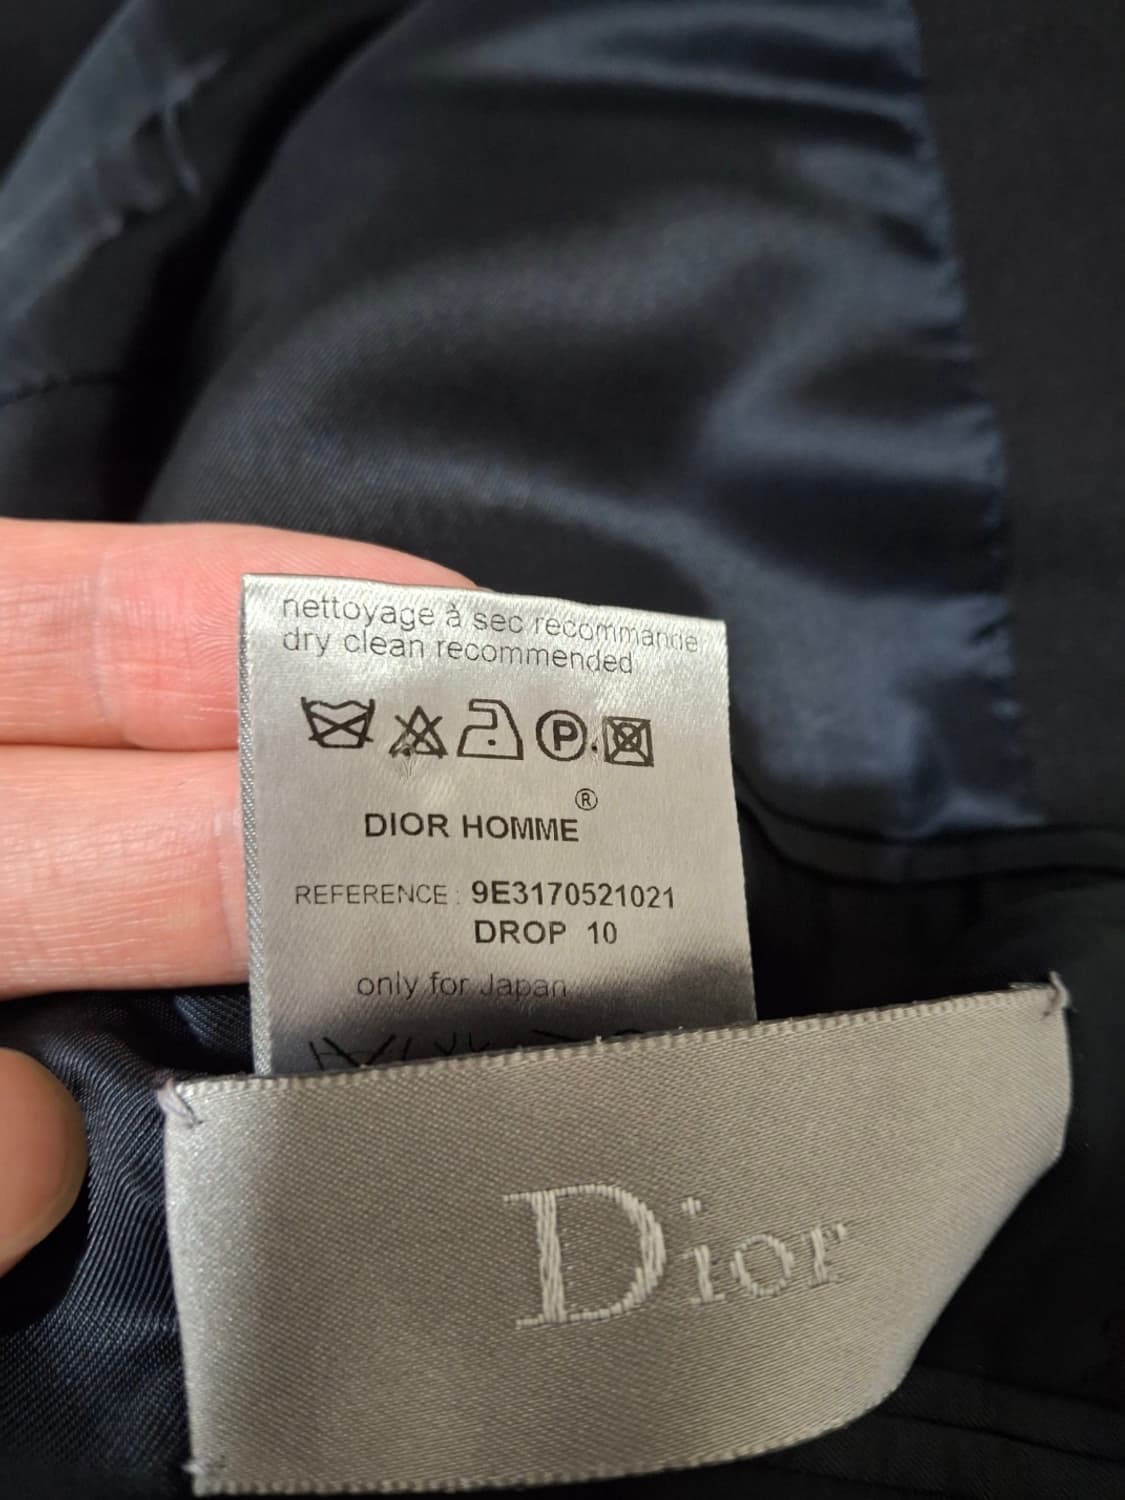 nettoyage à sec recommande
dry clean recommended
P
DIOR HOMME®
REFERENCE : 9E3170521021
DROP 10
only for Japan
Dior